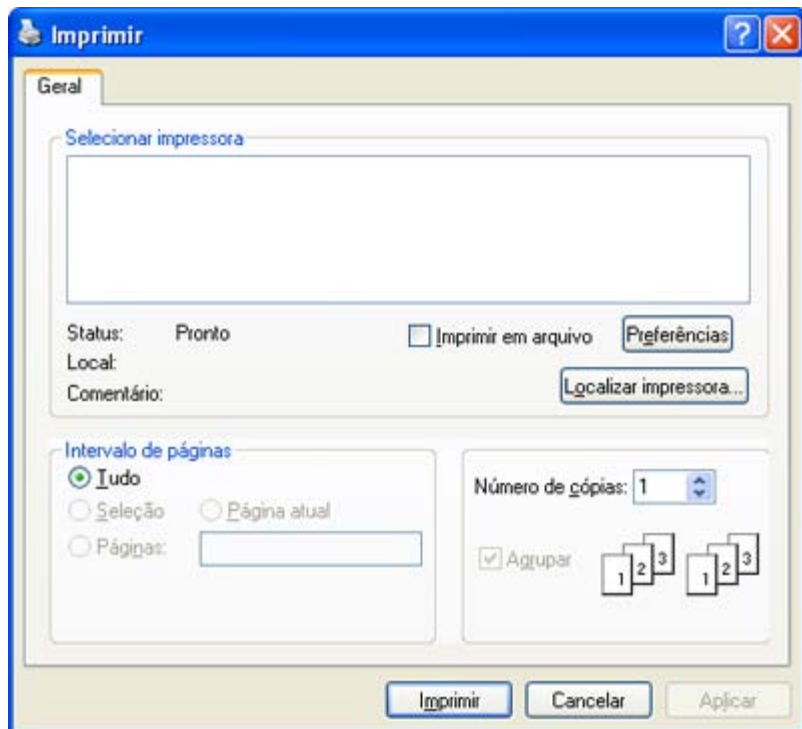 Imprimir
Geral
Selecionar impressora
Status: Pronto
Imprimir em arquivo
Preferências
Local:
Comentário:
Localizar impressora...
Intervalo de páginas
Tudo
Seleção
Página atual
Páginas:
Número de cópias: 1
Agrupar
1 2 3 1 2 3
Imprimir
Cancelar
Aplicar